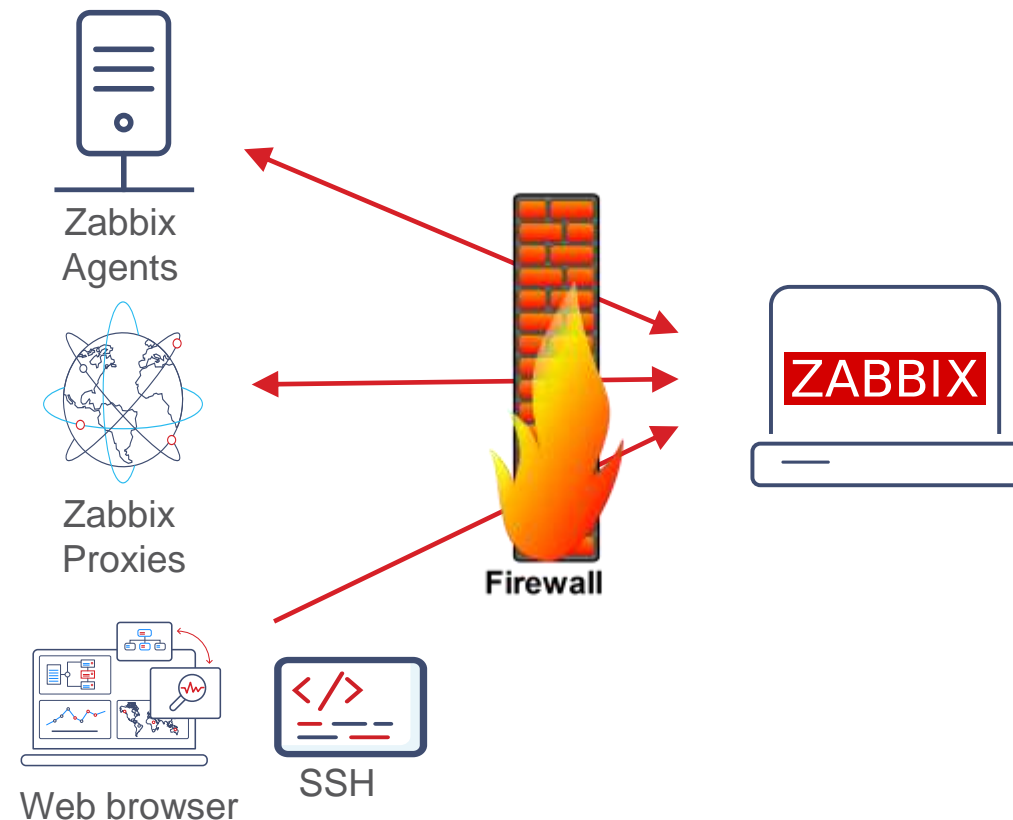 Zabbix
Agents
ZABBIX
Zabbix
Proxies
Firewall
</>
SSH
Web browser